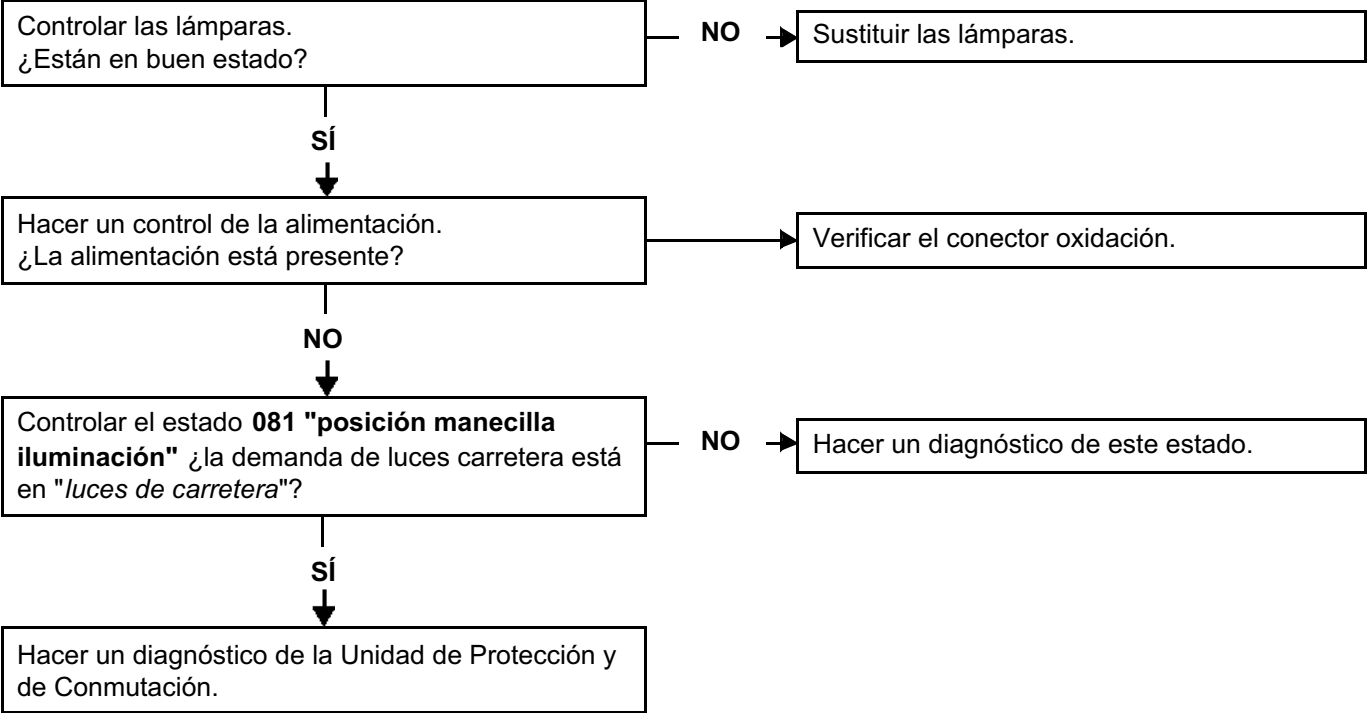 Controlar las lámparas.
¿Están en buen estado?
NO
Sustituir las lámparas.
SÍ
Hacer un control de la alimentación.
¿La alimentación está presente?
Verificar el conector oxidación.
NO
Controlar el estado 081 "posición manecilla
iluminación" ¿la demanda de luces carretera está
en "luces de carretera"?
NO
Hacer un diagnóstico de este estado.
SÍ
Hacer un diagnóstico de la Unidad de Protección y
de Conmutación.